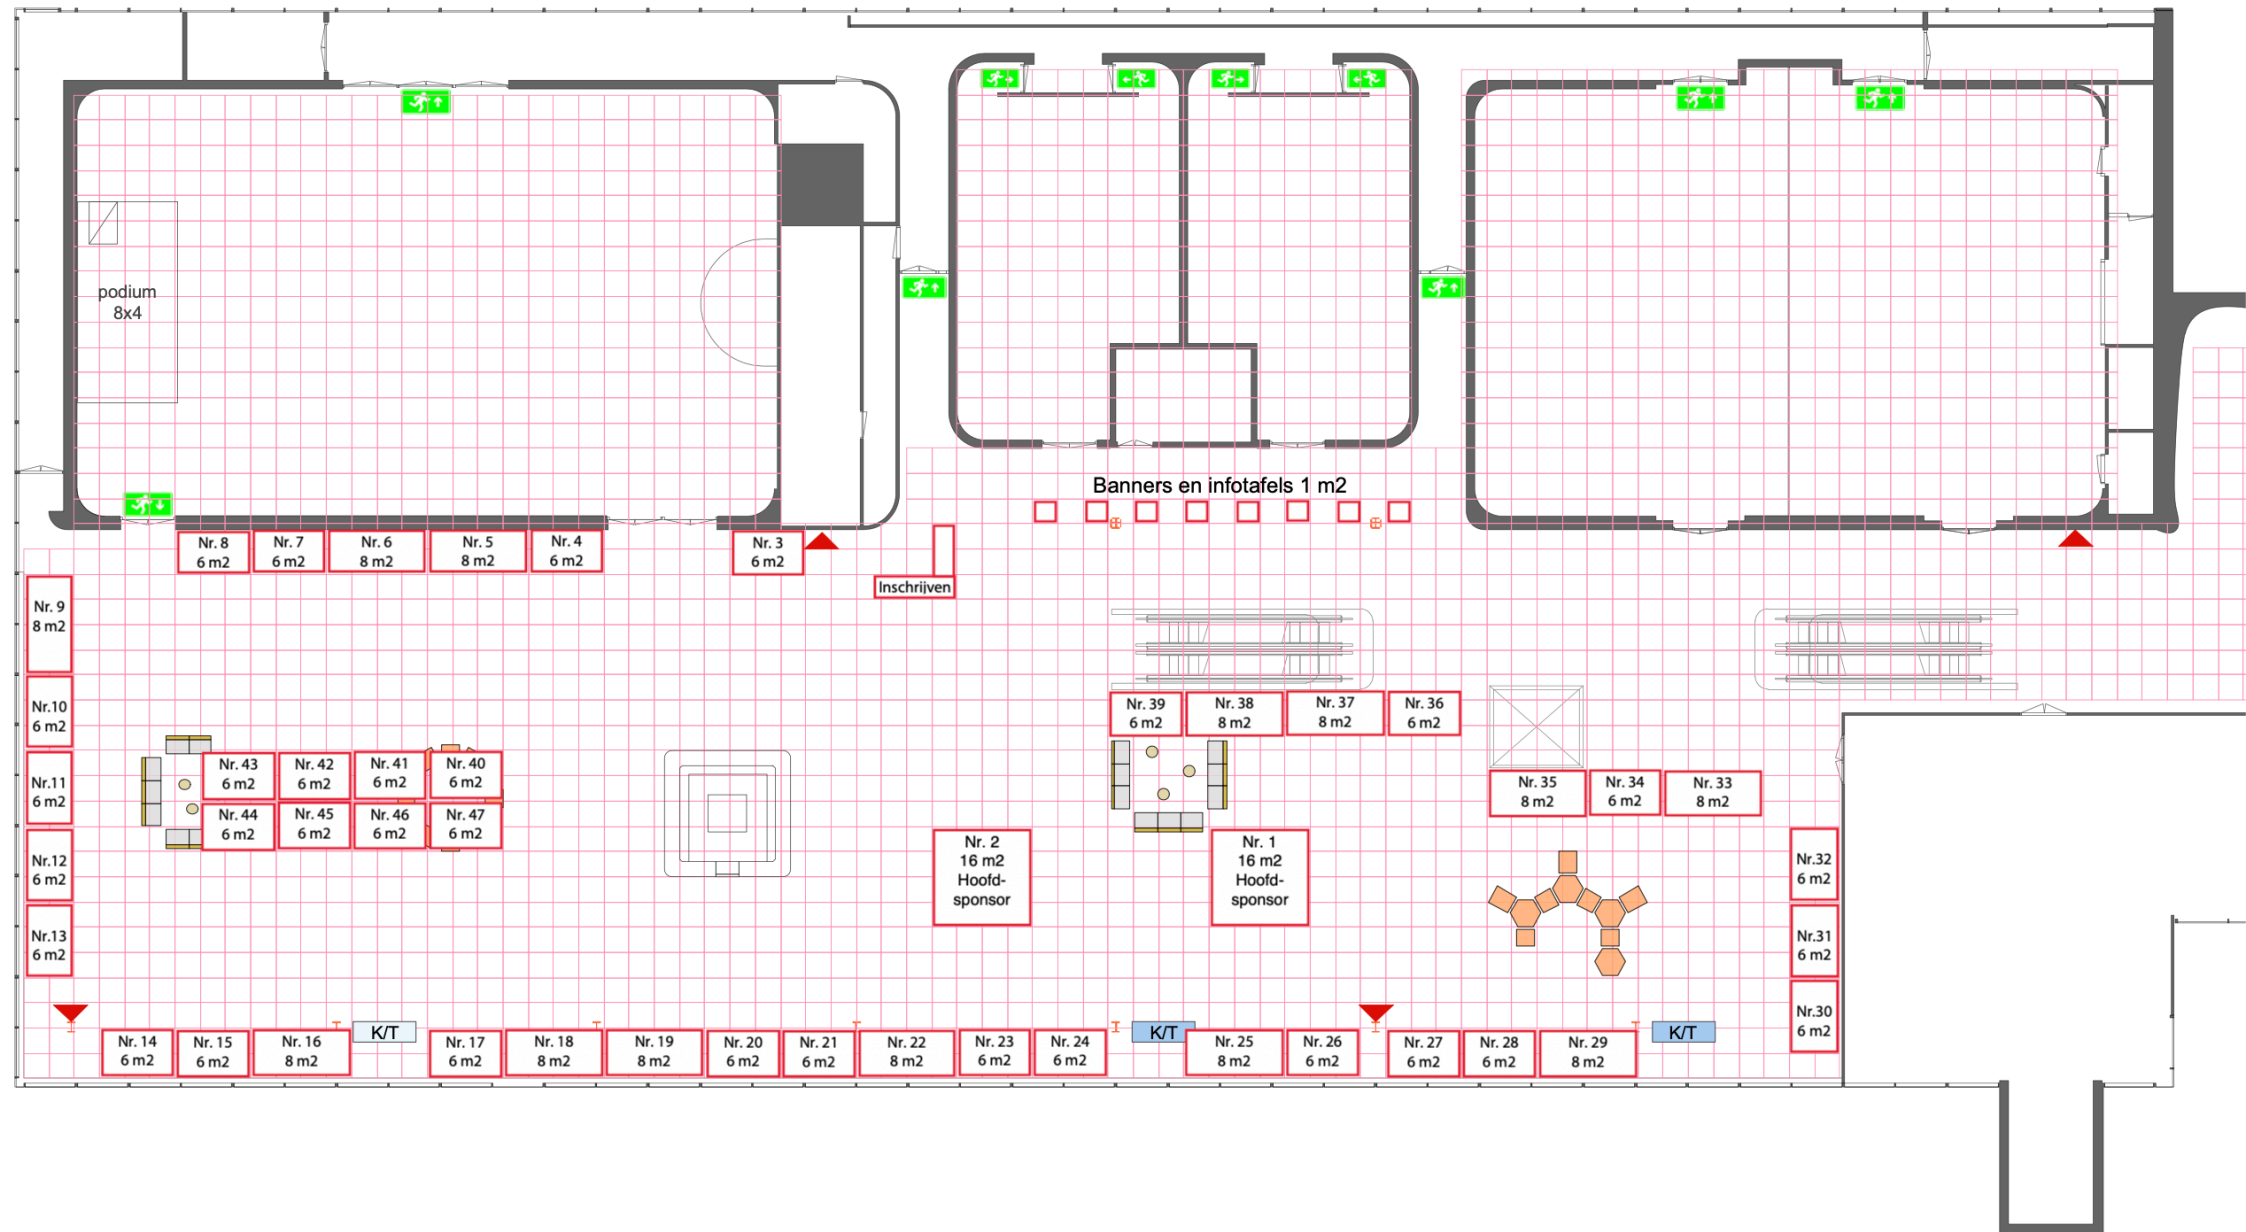 podium
8x4
Banners en infotafels 1 m2
Nr. 8
6 m2
Nr. 7
6 m2
Nr. 6
8 m2
Nr. 5
8 m2
Nr. 4
6 m2
Nr. 3
6 m2
Inschrijven
Nr. 9
8 m2
Nr.10
6 m2
Nr.11
6 m2
Nr.12
6 m2
Nr.13
6 m2
Nr. 39
6 m2
Nr. 38
8 m2
Nr. 37
8 m2
Nr. 36
6 m2
Nr. 43
6 m2
Nr. 42
6 m2
Nr. 41
6 m2
Nr. 40
6 m2
Nr. 44
6 m2
Nr. 45
6 m2
Nr. 46
6 m2
Nr. 47
6 m2
Nr. 35
8 m2
Nr. 34
6 m2
Nr. 33
8 m2
Nr. 2
16 m2
Hoofd-
sponsor
Nr. 1
16 m2
Hoofd-
sponsor
Nr.32
6 m2
Nr.31
6 m2
Nr.30
6 m2
K/T
K/T
K/T
Nr. 14
6 m2
Nr. 15
6 m2
Nr. 16
8 m2
Nr. 17
6 m2
Nr. 18
8 m2
Nr. 19
8 m2
Nr. 20
6 m2
Nr. 21
6 m2
Nr. 22
8 m2
Nr. 23
6 m2
Nr. 24
6 m2
Nr. 25
8 m2
Nr. 26
6 m2
Nr. 27
6 m2
Nr. 28
6 m2
Nr. 29
8 m2